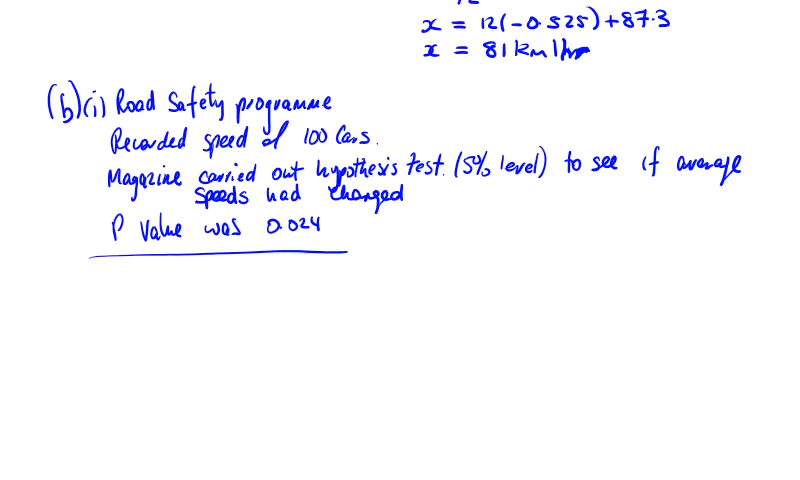 x = 12(-0.525)+87.3
x = 81 km/hr
(b)(i) Road Safety programme
Recorded speed of 100 Cars.
Magazine carried out hypothesis test. (5% level) to see if average
speeds had changed
P value was 0.024